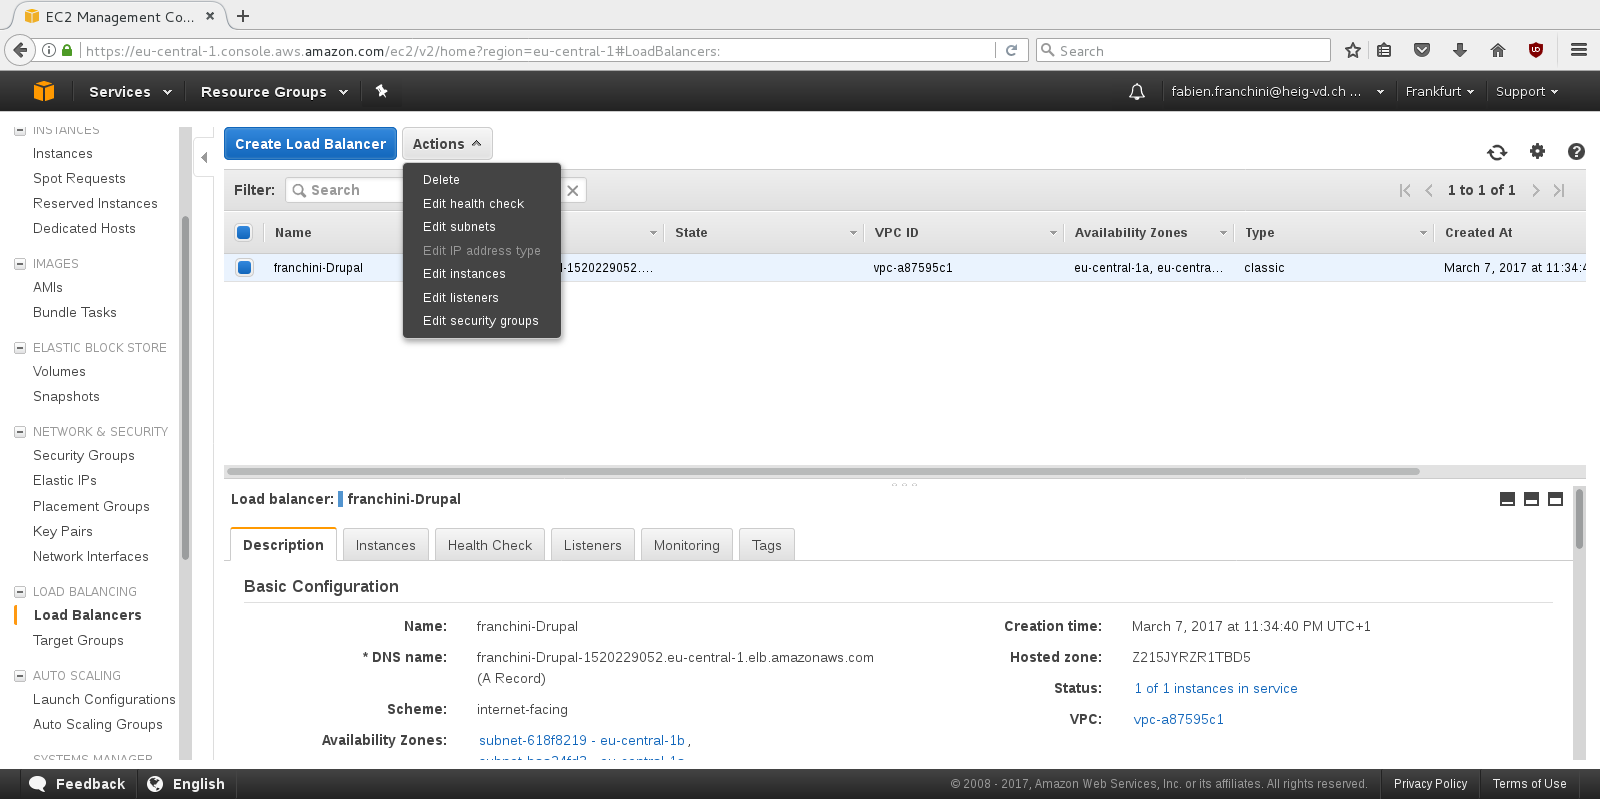 EC2 Management Co...
https://eu-central-1.console.aws.amazon.com/ec2/v2/home?region=eu-central-1#LoadBalancers:
Search
Services
Resource Groups
fabien.franchini@heig-vd.ch ...
Frankfurt
Support
INSTANCES
Instances
Spot Requests
Reserved Instances
Dedicated Hosts
IMAGES
AMIs
Bundle Tasks
ELASTIC BLOCK STORE
Volumes
Snapshots
NETWORK & SECURITY
Security Groups
Elastic IPs
Placement Groups
Key Pairs
Network Interfaces
LOAD BALANCING
Load Balancers
Target Groups
AUTO SCALING
Launch Configurations
Auto Scaling Groups
SYSTEMS MANAGER
Create Load Balancer
Actions
Delete
Edit health check
Edit subnets
Edit IP address type
Edit instances
Edit listeners
Edit security groups
Filter:
Search
1 to 1 of 1
Name
State
VPC ID
Availability Zones
Type
Created At
franchini-Drupal
-1520229052....
vpc-a87595c1
eu-central-1a, eu-centra...
classic
March 7, 2017 at 11:34:4
Load balancer: franchini-Drupal
Description
Instances
Health Check
Listeners
Monitoring
Tags
Basic Configuration
Name: franchini-Drupal
* DNS name: franchini-Drupal-1520229052.eu-central-1.elb.amazonaws.com
(A Record)
Scheme: internet-facing
Availability Zones: subnet-618f8219 - eu-central-1b,
Creation time: March 7, 2017 at 11:34:40 PM UTC+1
Hosted zone: Z215JYRZR1TBD5
Status: 1 of 1 instances in service
VPC: vpc-a87595c1
Feedback
English
© 2008 - 2017, Amazon Web Services, Inc. or its affiliates. All rights reserved.
Privacy Policy
Terms of Use